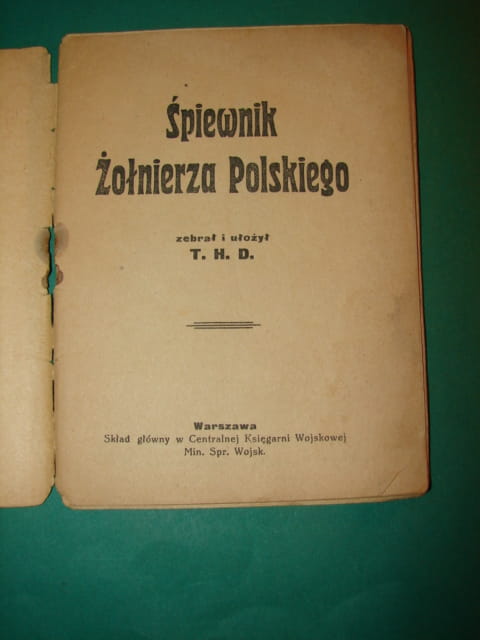 Śpiewnik
Żołnierza Polskiego
zebrał i ułożył
T. H. D.
Warszawa
Skład główny w Centralnej Księgarni Wojskowej
Min. Spr. Wojsk.